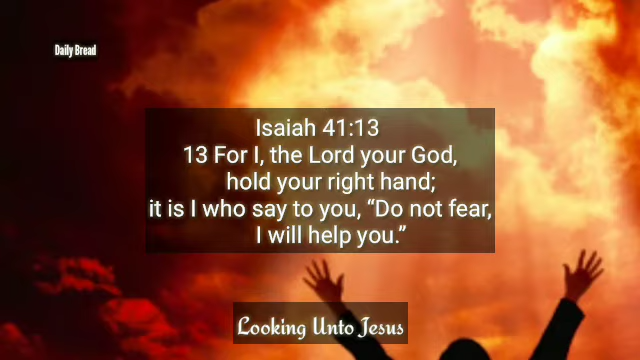 Daily Bread
Isaiah 41:13
13 For I, the Lord your God,
hold your right hand;
it is I who say to you, “Do not fear,
I will help you.”
Looking Unto Jesus